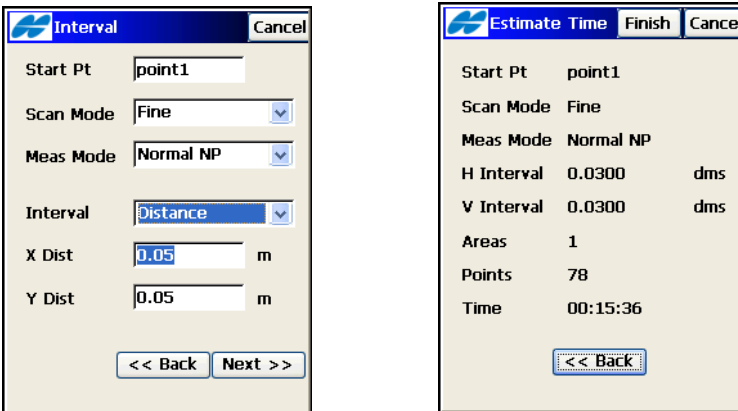 Interval Cancel
Start Pt point1
Scan Mode Fine
Meas Mode Normal NP
Interval Distance
X Dist 0.05 m
Y Dist 0.05 m
<< Back Next >>
Estimate Time Finish Cance
Start Pt point1
Scan Mode Fine
Meas Mode Normal NP
H Interval 0.0300 dms
V Interval 0.0300 dms
Areas 1
Points 78
Time 00:15:36
<< Back